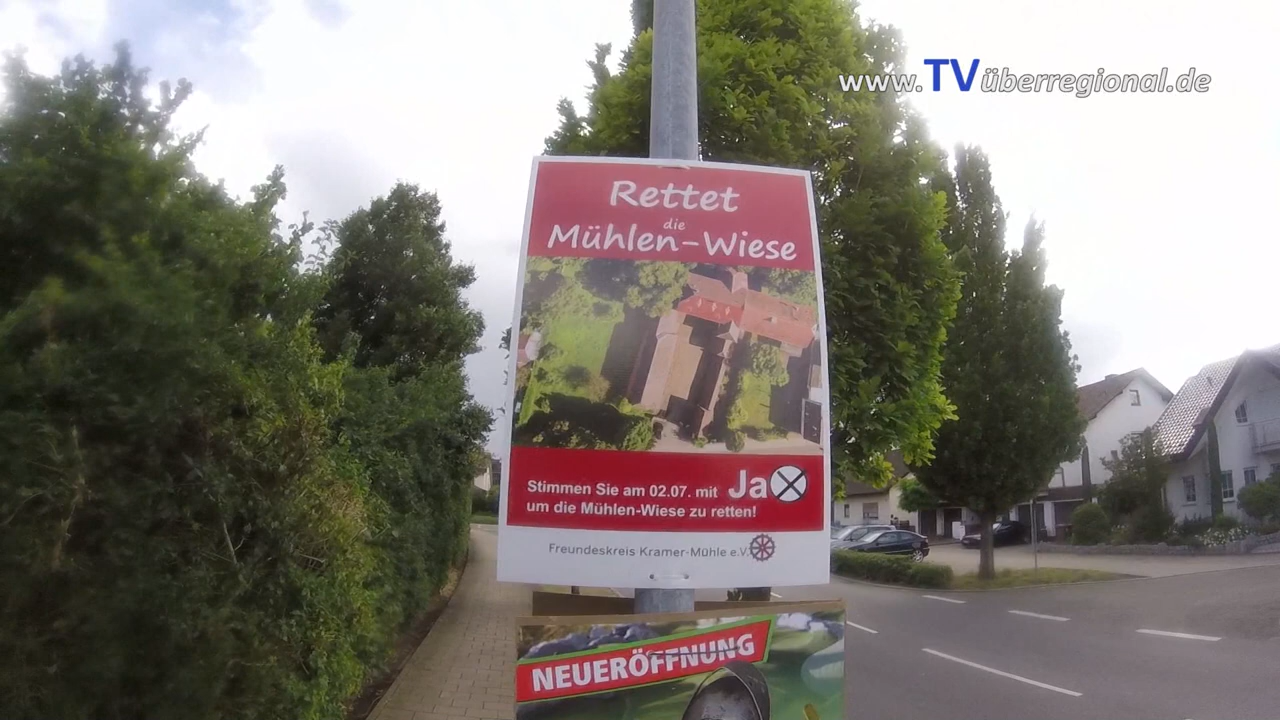 www.TVüberregional.de
Rettet
die
Mühlen-Wiese
Stimmen Sie am 02.07. mit Ja
um die Mühlen-Wiese zu retten!
Freundeskreis Kramer-Mühle e.V.
NEUERÖFFNUNG